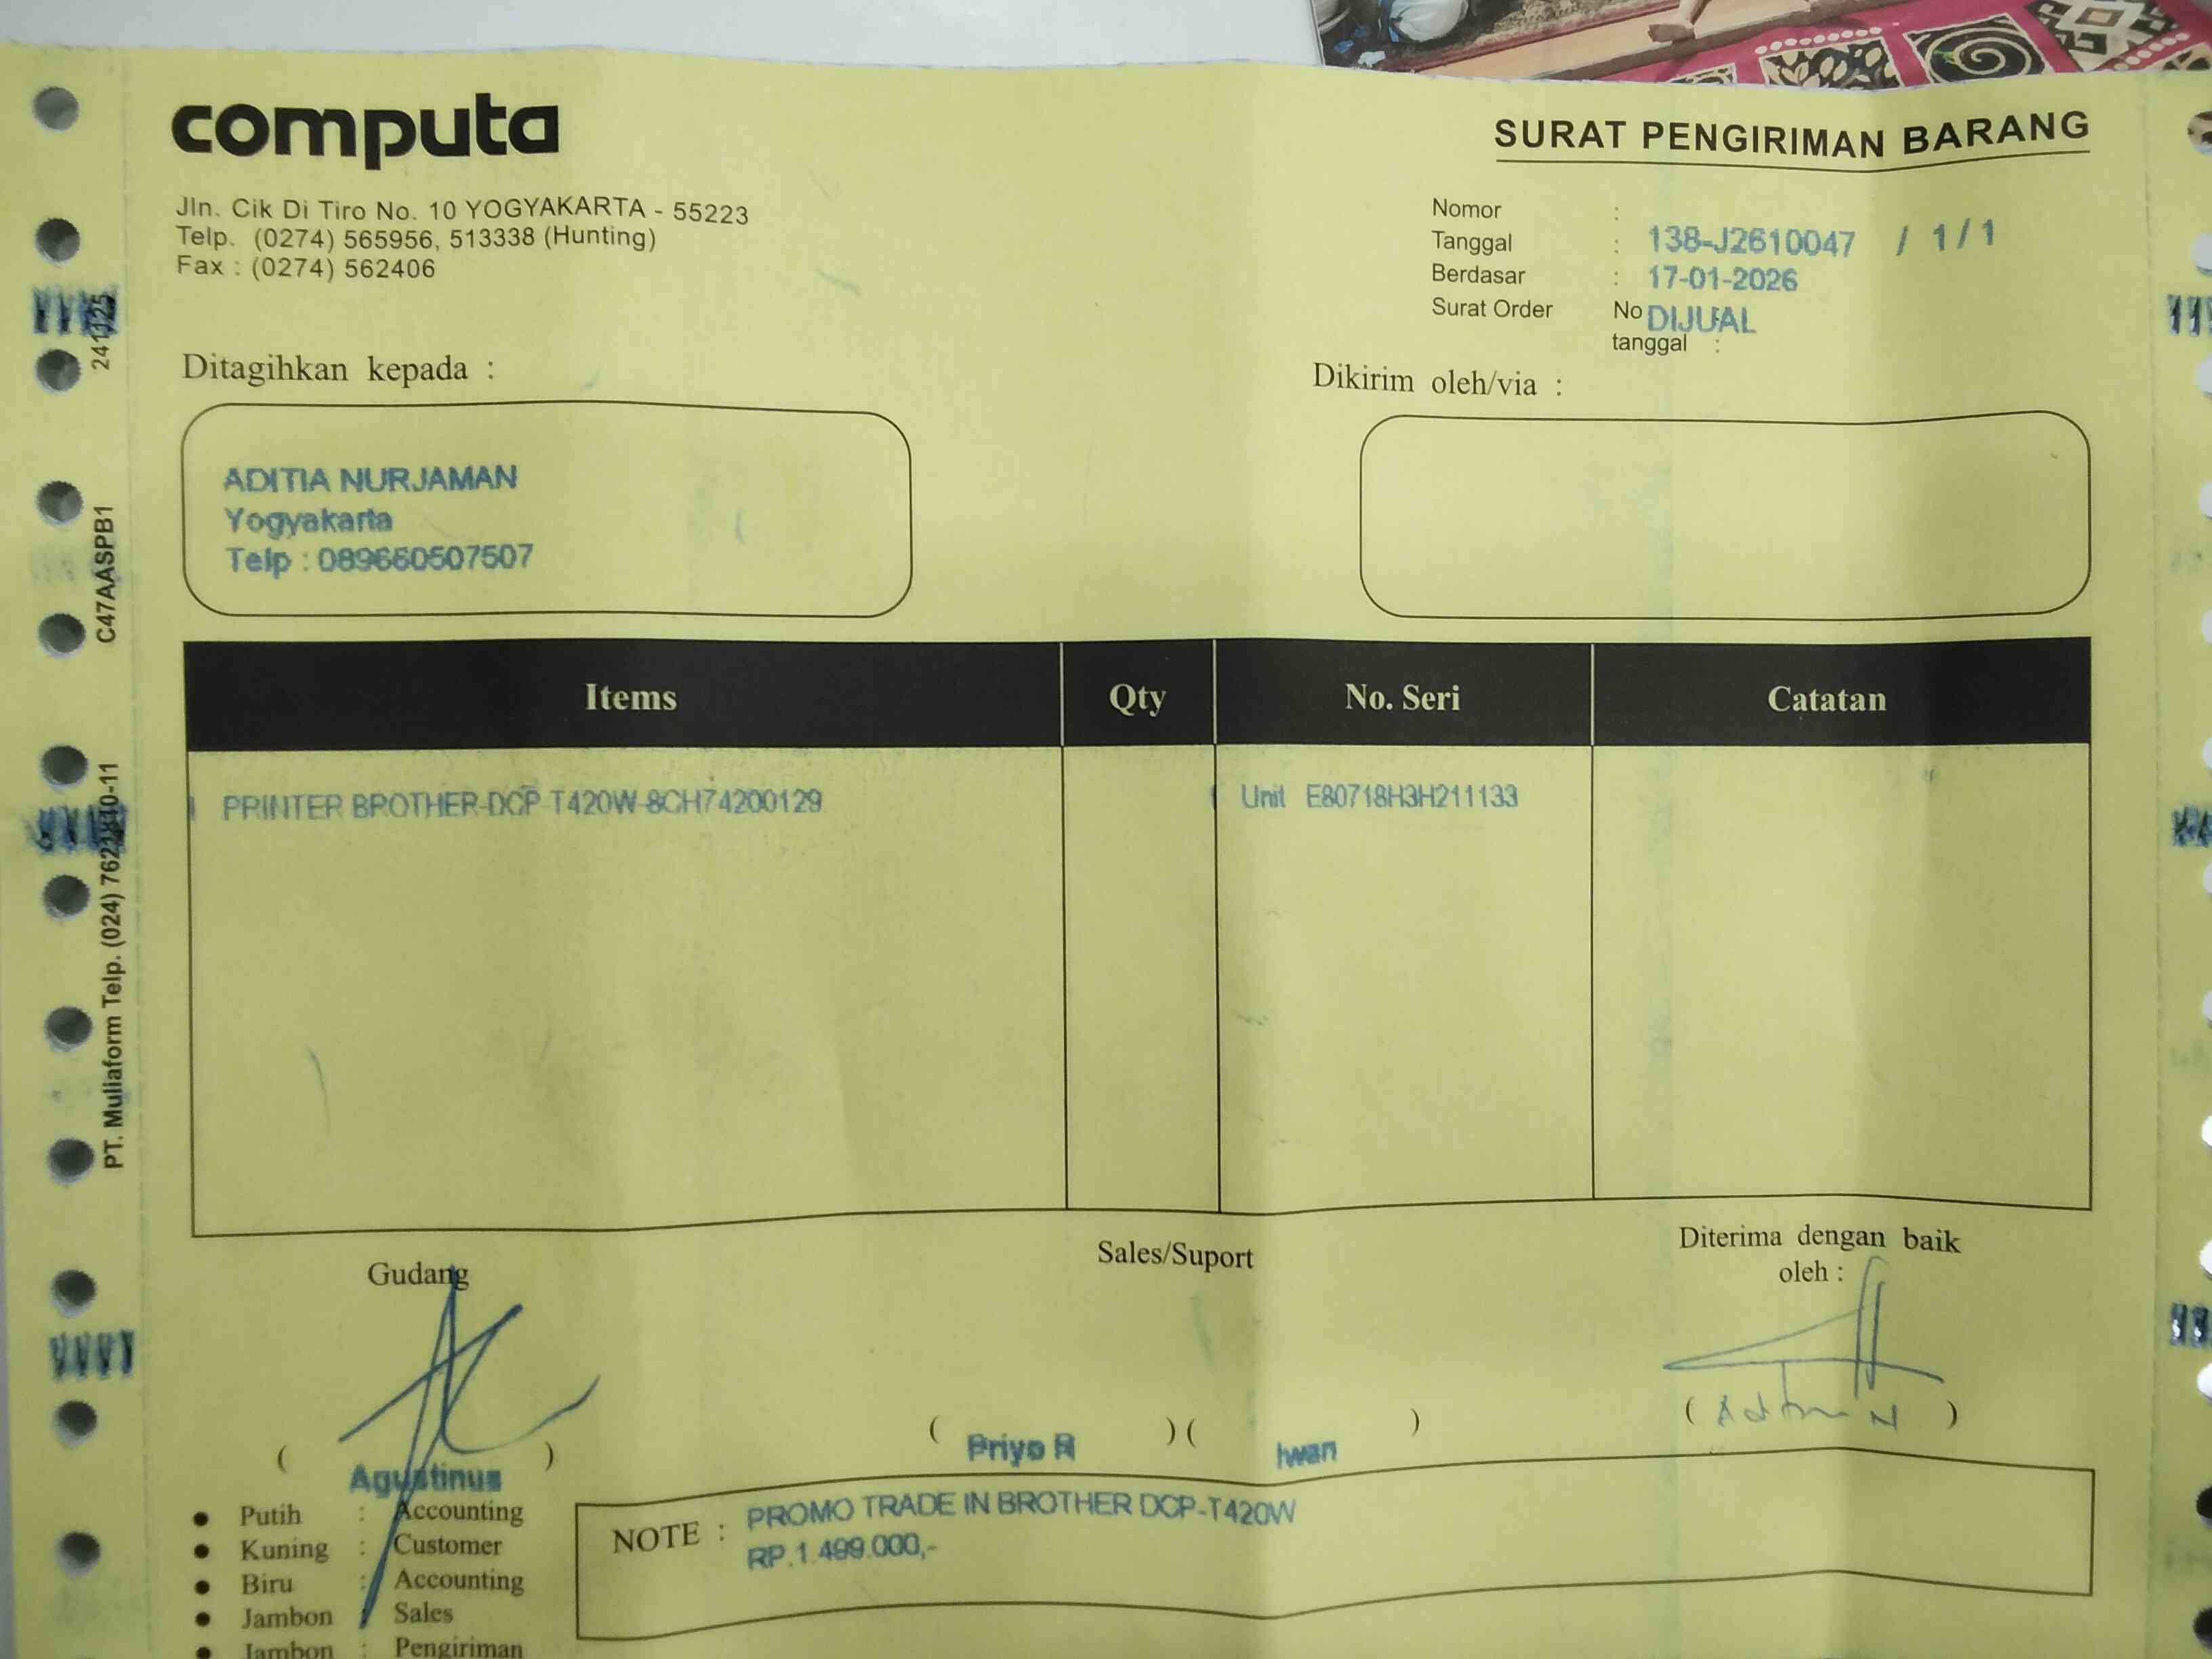 computa
Jln. Cik Di Tiro No. 10 YOGYAKARTA - 55223
Telp. (0274) 565956, 513338 (Hunting)
Fax : (0274) 562406
SURAT PENGIRIMAN BARANG
Nomor :
Tanggal : 138-J2610047 / 1/1
Berdasar : 17-01-2026
Surat Order No DIJUAL
tanggal :
Ditagihkan kepada :
Dikirim oleh/via :
ADITIA NURJAMAN
Yogyakarta
Telp : 089660507507
Items Qty No. Seri Catatan
PRINTER BROTHER DCP T420W-8CH74200129 Unit E80718H3H211133
Gudang
Sales/Suport
Diterima dengan baik
oleh :
( Agustinus )
( Priyo R ) ( Iwan )
( )
Putih : Accounting
Kuning : Customer
Biru : Accounting
Jambon : Sales
Jambon : Pengiriman
NOTE : PROMO TRADE IN BROTHER DCP-T420W
RP.1.499.000,-
241125
C47AASPB1
PT. Muliaform Telp. (024)